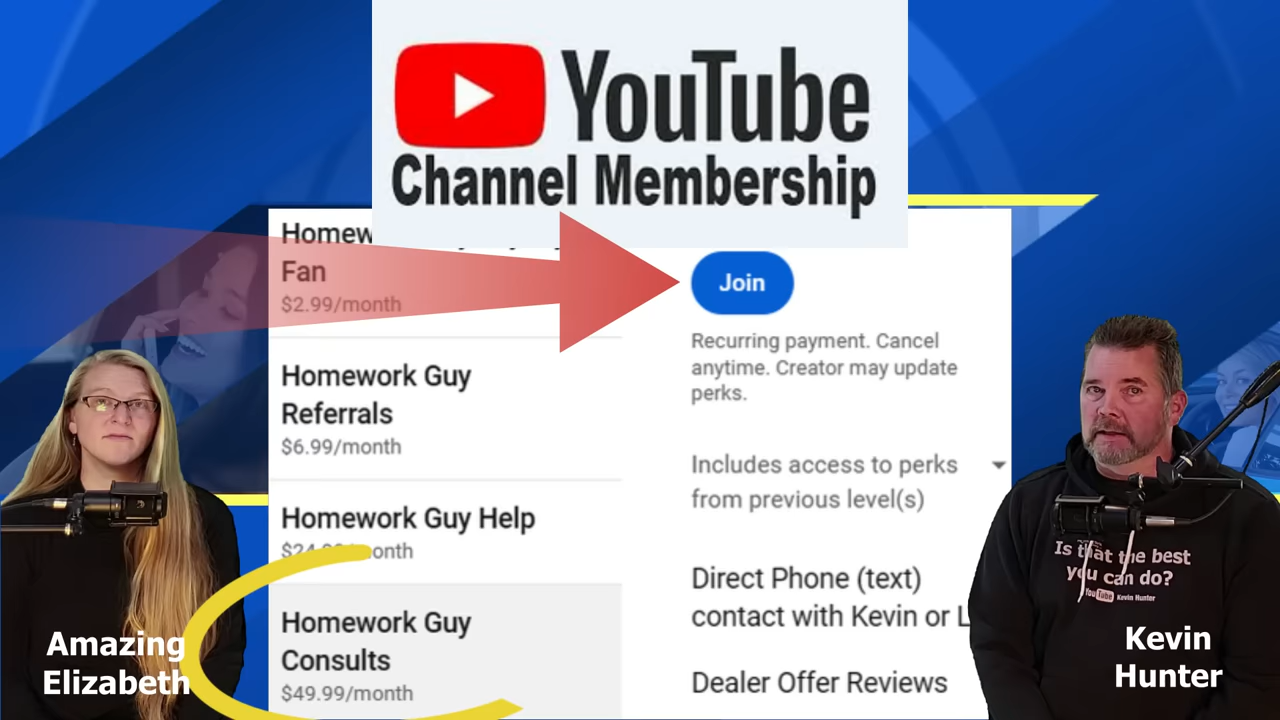 YouTube
Channel Membership
Homew
Fan
$2.99/month
Homework Guy
Referrals
$6.99/month
Homework Guy Help
month
Homework Guy
Consults
$49.99/month
Join
Recurring payment. Cancel
anytime. Creator may update
perks.
Includes access to perks
from previous level(s)
Direct Phone (text)
contact with Kevin or L
Dealer Offer Reviews
Amazing
Elizabeth
Is that the best
you can do?
YouTube Kevin Hunter
Kevin
Hunter